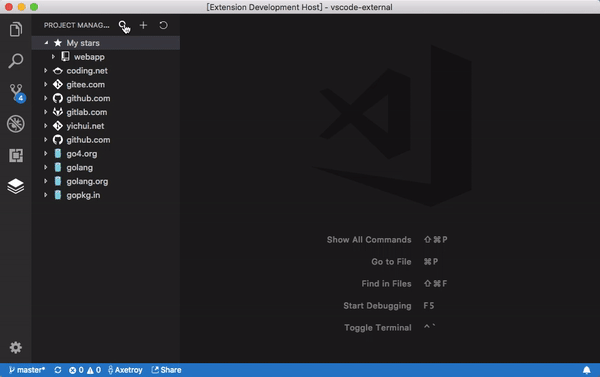 [Extension Development Host] - vscode-external
PROJECT MANAG...
My stars
webapp
coding.net
gitee.com
github.com
gitlab.com
yichui.net
github.com
go4.org
golang
golang.org
gopkg.in
4
Show All Commands ⇧⌘P
Go to File ⌘P
Find in Files ⇧⌘F
Start Debugging F5
Toggle Terminal ⌃`
master* 0 0 Axetroy Share